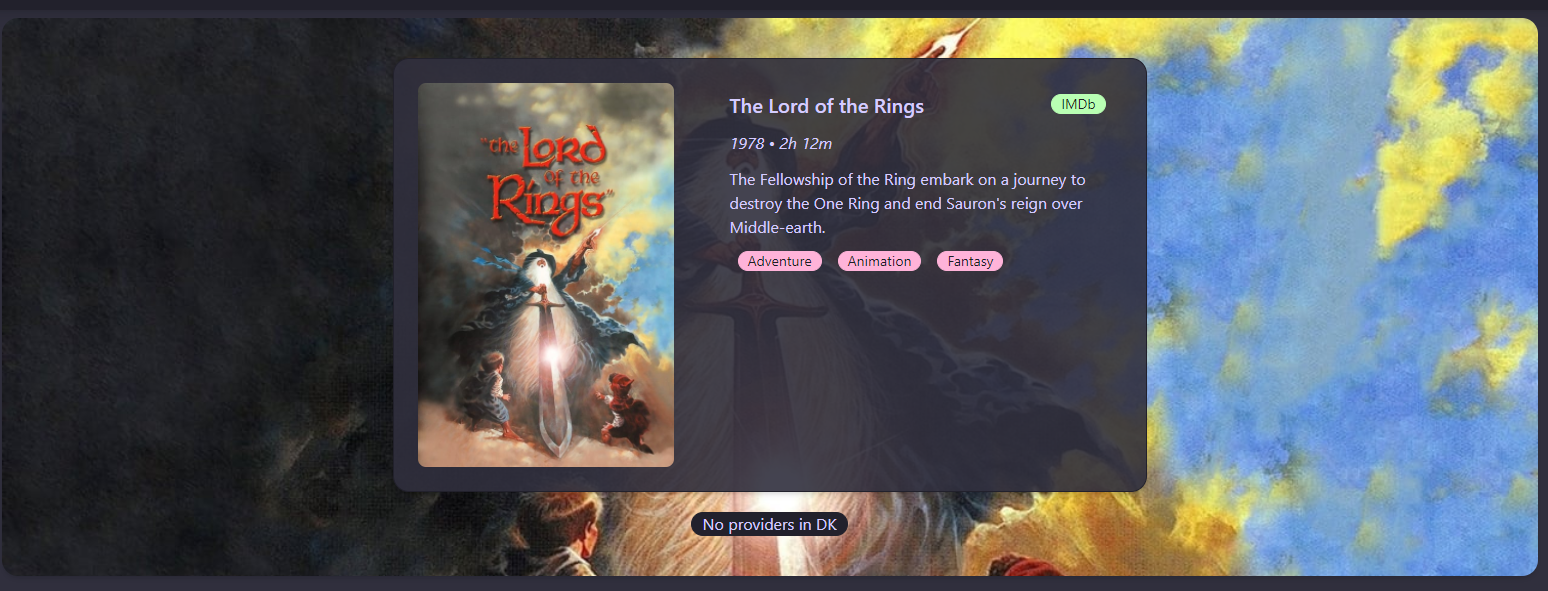 "the Lord
of the
Rings"
The Lord of the Rings
IMDb
1978 • 2h 12m
The Fellowship of the Ring embark on a journey to
destroy the One Ring and end Sauron's reign over
Middle-earth.
Adventure Animation Fantasy
No providers in DK